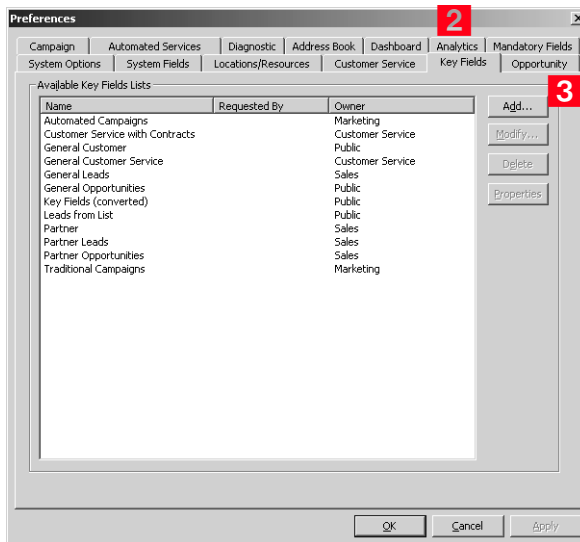 Preferences
2
Campaign Automated Services Diagnostic Address Book Dashboard Analytics Mandatory Fields
System Options System Fields Locations/Resources Customer Service Key Fields Opportunity
Available Key Fields Lists
3
Name Requested By Owner
Add...
Automated Campaigns Marketing
Customer Service with Contracts Customer Service
Modify...
General Customer Public
General Customer Service Customer Service
Delete
General Leads Sales
General Opportunities Public
Properties
Key Fields (converted) Public
Leads from List Public
Partner Sales
Partner Leads Sales
Partner Opportunities Sales
Traditional Campaigns Marketing
OK Cancel Apply